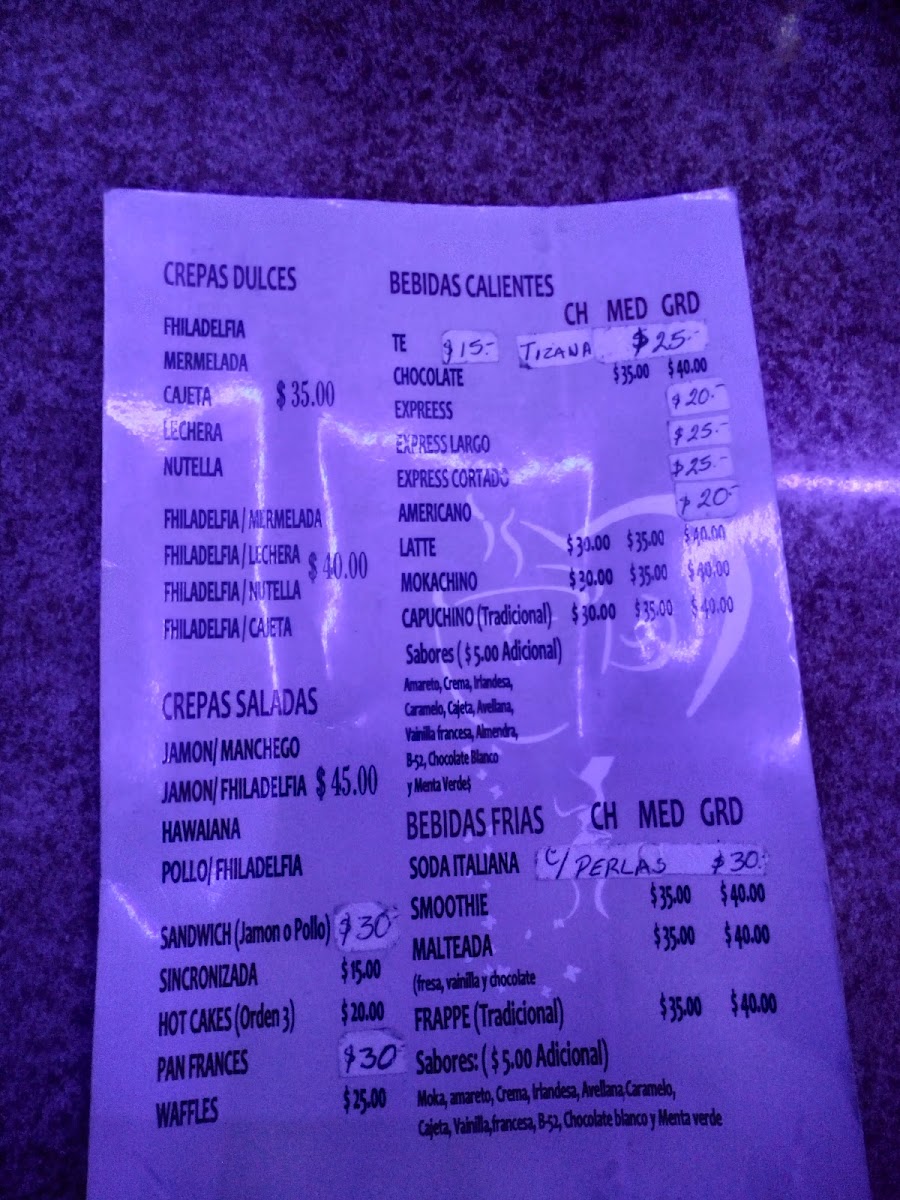 CREPAS DULCES
FHILADELFIA
MERMELADA
CAJETA $ 35.00
LECHERA
NUTELLA
FHILADELFIA / MERMELADA
FHILADELFIA / LECHERA $ 40.00
FHILADELFIA / NUTELLA
FHILADELFIA / CAJETA
CREPAS SALADAS
JAMON/ MANCHEGO
JAMON/ FHILADELFIA $ 45.00
HAWAIANA
POLLO/ FHILADELFIA
SANDWICH (Jamon o Pollo) $30-
SINCRONIZADA $ 15.00
HOT CAKES (Orden 3) $ 20.00
PAN FRANCES $30-
WAFFLES $ 25.00
BEBIDAS CALIENTES
CH MED GRD
TE $15.- TIZANA $25.-
CHOCOLATE $ 35.00 $ 40.00
EXPREESS $20.-
EXPRESS LARGO $25.-
EXPRESS CORTADO $25.-
AMERICANO $20-
LATTE $ 30.00 $ 35.00 $ 40.00
MOKACHINO $ 30.00 $ 35.00 $ 40.00
CAPUCHINO (Tradicional) $ 30.00 $ 35.00 $ 40.00
Sabores ( $ 5.00 Adicional)
Amareto, Crema, Irlandesa,
Caramelo, Cajeta, Avellana,
Vainilla francesa, Almendra,
B-52, Chocolate Blanco
y Menta Verde$
BEBIDAS FRIAS CH MED GRD
SODA ITALIANA C/ PERLAS $30.-
SMOOTHIE $ 35.00 $ 40.00
MALTEADA $ 35.00 $ 40.00
(fresa, vainilla y chocolate
FRAPPE (Tradicional) $ 35.00 $ 40.00
Sabores: ( $ 5.00 Adicional)
Moka, amareto, Crema, Irlandesa, Avellana,Caramelo,
Cajeta, Vainilla,francesa, B-52, Chocolate blanco y Menta verde